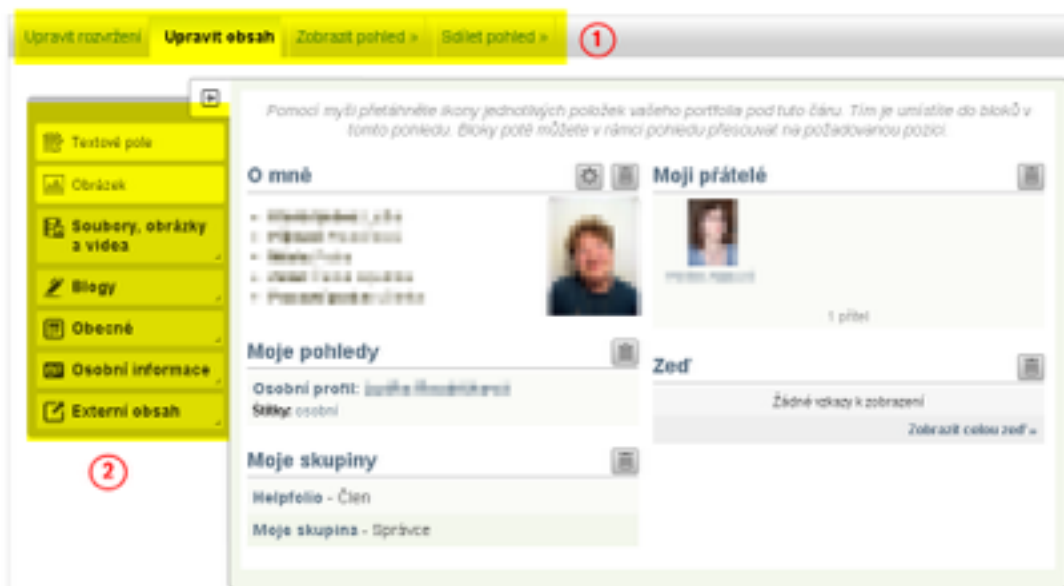 Upravit rozvržení Upravit obsah Zobrazit pohled » Sdílet pohled » 1
Pomocí myši přetáhněte ikony jednotlivých položek vašeho portfolia pod tuto čáru. Tím je umístíte do bloků v
tomto pohledu. Bloky poté můžete v rámci pohledu přesouvat na požadovanou pozici.
Textové pole
Obrázek
Soubory, obrázky
a videa
Blogy
Obecné
Osobní informace
Externí obsah
2
O mně
Moje pohledy
Osobní profil:
Štítky: osobní
Moje skupiny
Helpfolio - Člen
Moje skupina - Správce
Moji přátelé
1 přítel
Zeď
Žádné vzkazy k zobrazení
Zobrazit celou zeď »